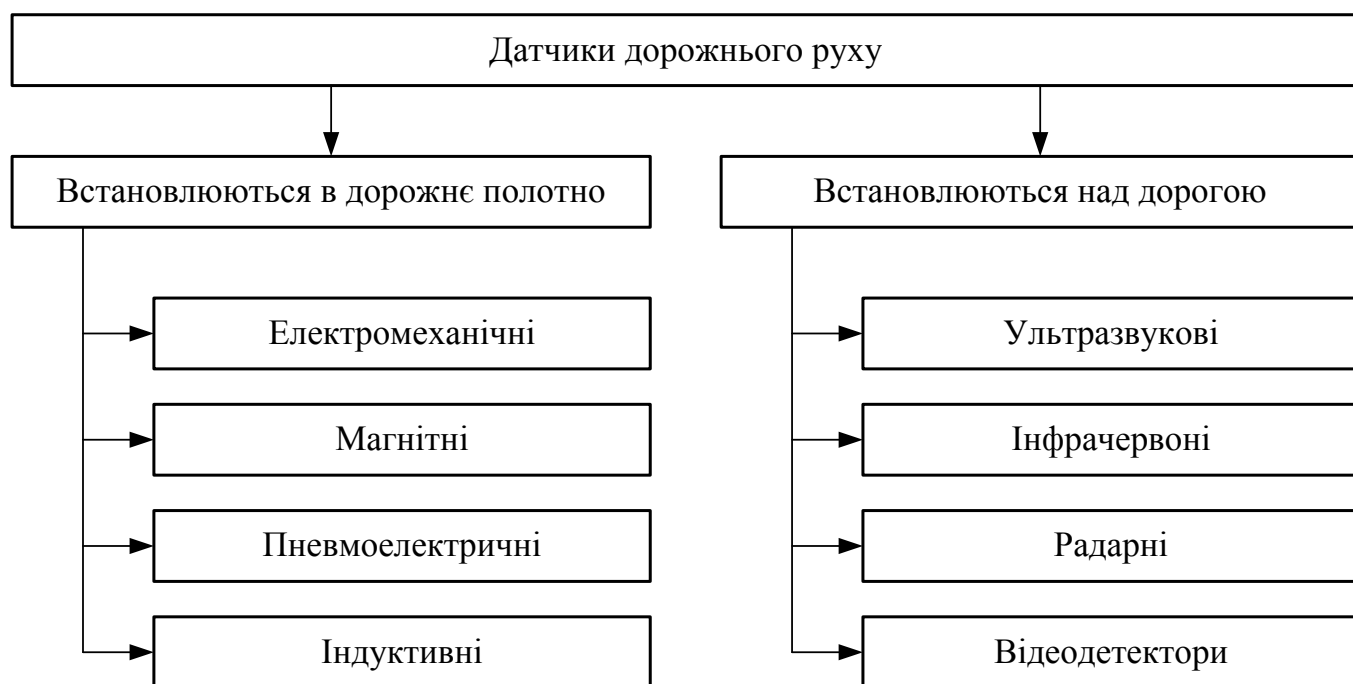 Датчики дорожнього руху
Встановлюються в дорожнє полотно
Електромеханічні
Магнітні
Пневмоелектричні
Індуктивні
Встановлюються над дорогою
Ультразвукові
Інфрачервоні
Радарні
Відеодетектори